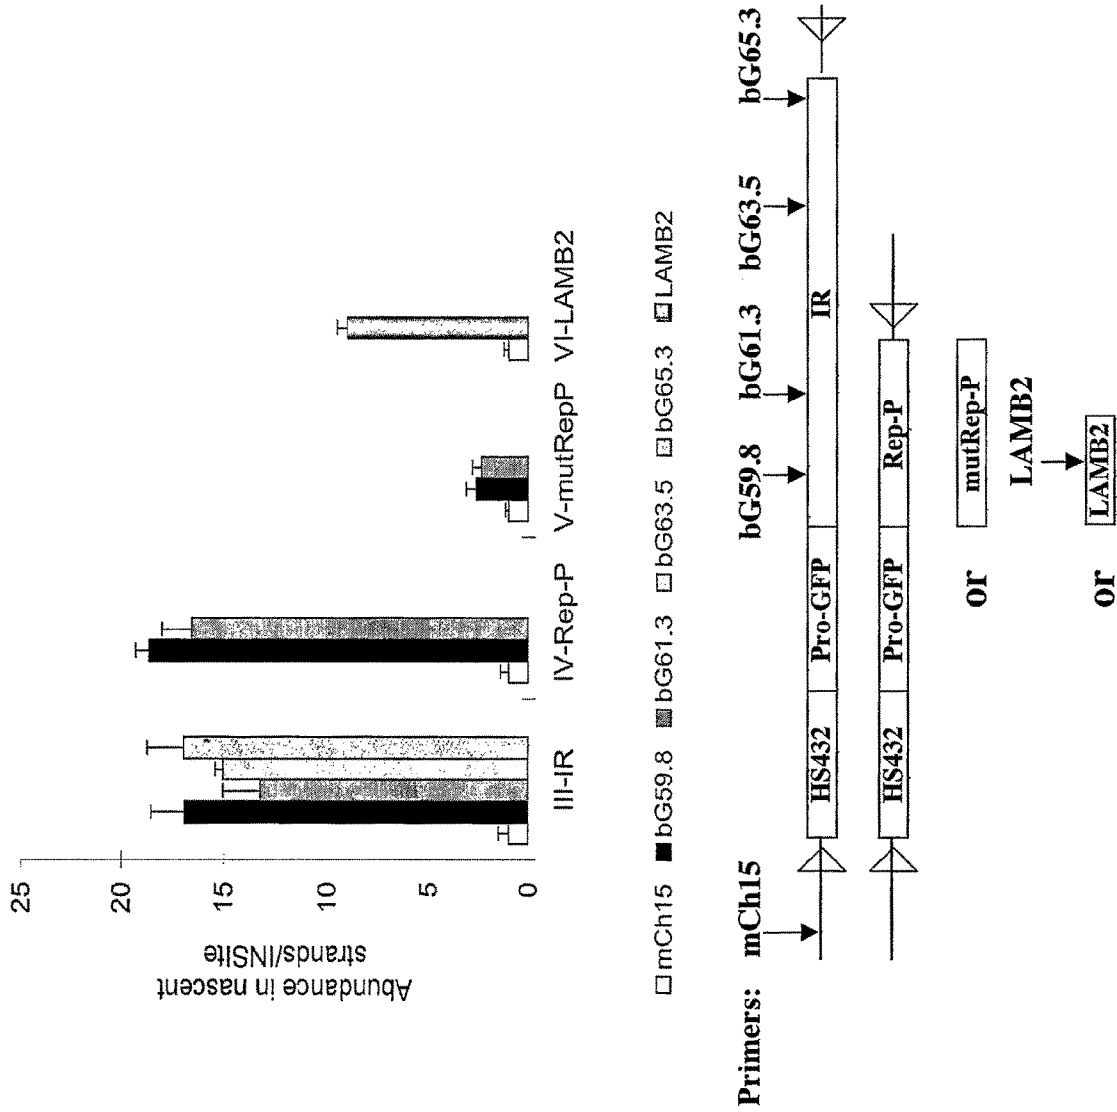 Abundance in nascent
strands/INSite
25
20
15
10
5
0
III-IR IV-Rep-P V-mutRepP VI-LAMB2
mCh15 bG59.8 bG61.3 bG63.5 bG65.3 LAMB2
Primers: mCh15 bG59.8 bG61.3 bG63.5 bG65.3
HS432 Pro-GFP IR
HS432 Pro-GFP Rep-P
or mutRep-P
LAMB2
or LAMB2